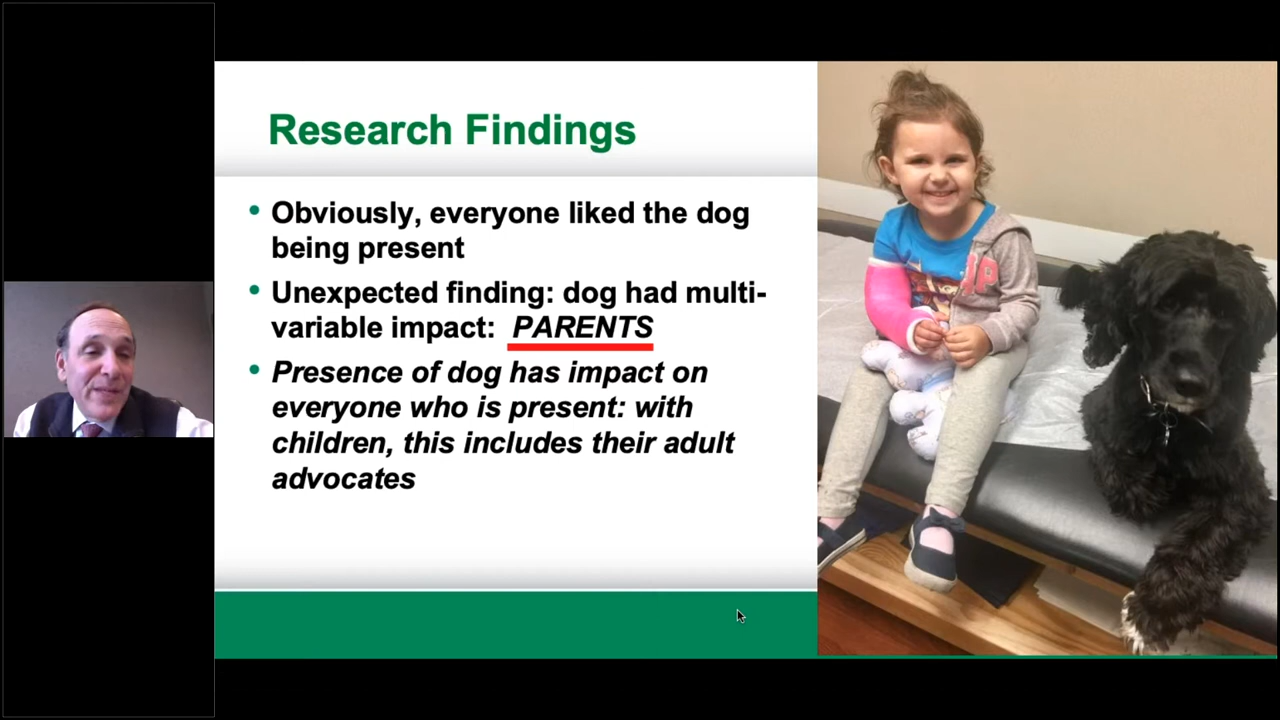 Research Findings
• Obviously, everyone liked the dog
being present
• Unexpected finding: dog had multi-
variable impact: PARENTS
• Presence of dog has impact on
everyone who is present: with
children, this includes their adult
advocates